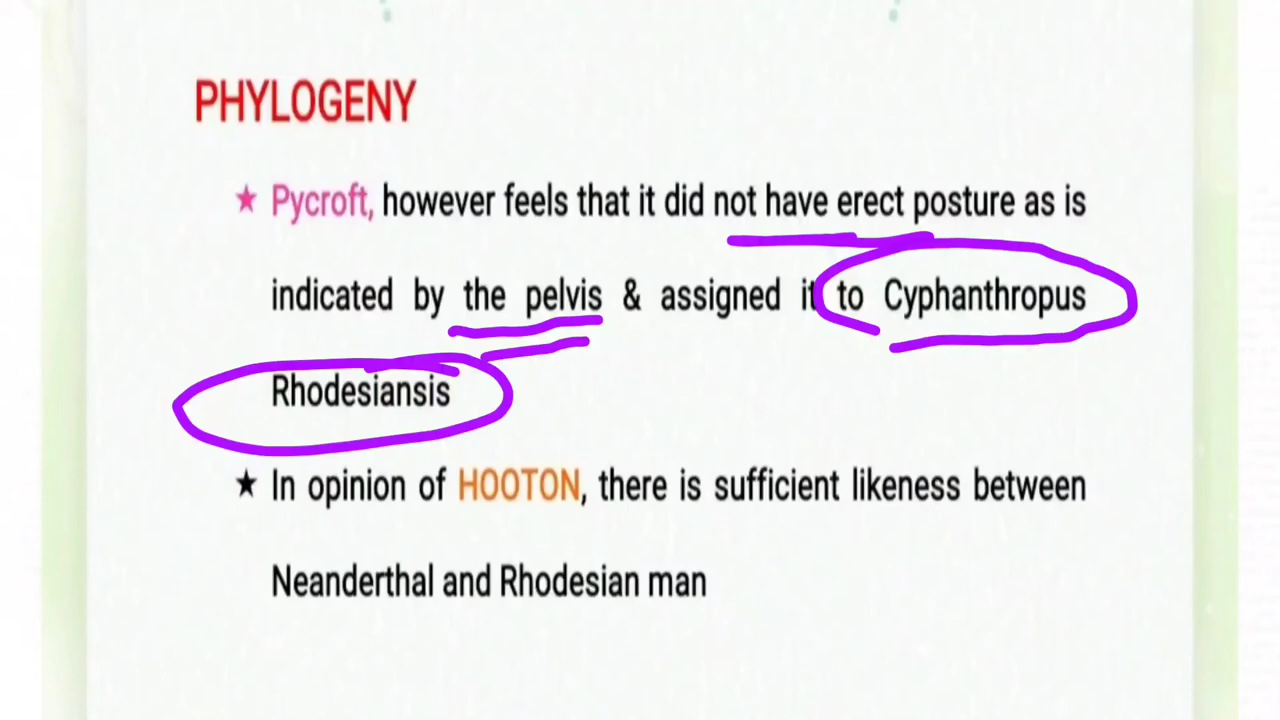 PHYLOGENY
★ Pycroft, however feels that it did not have erect posture as is
indicated by the pelvis & assigned it to Cyphanthropus
Rhodesiansis
★ In opinion of HOOTON, there is sufficient likeness between
Neanderthal and Rhodesian man